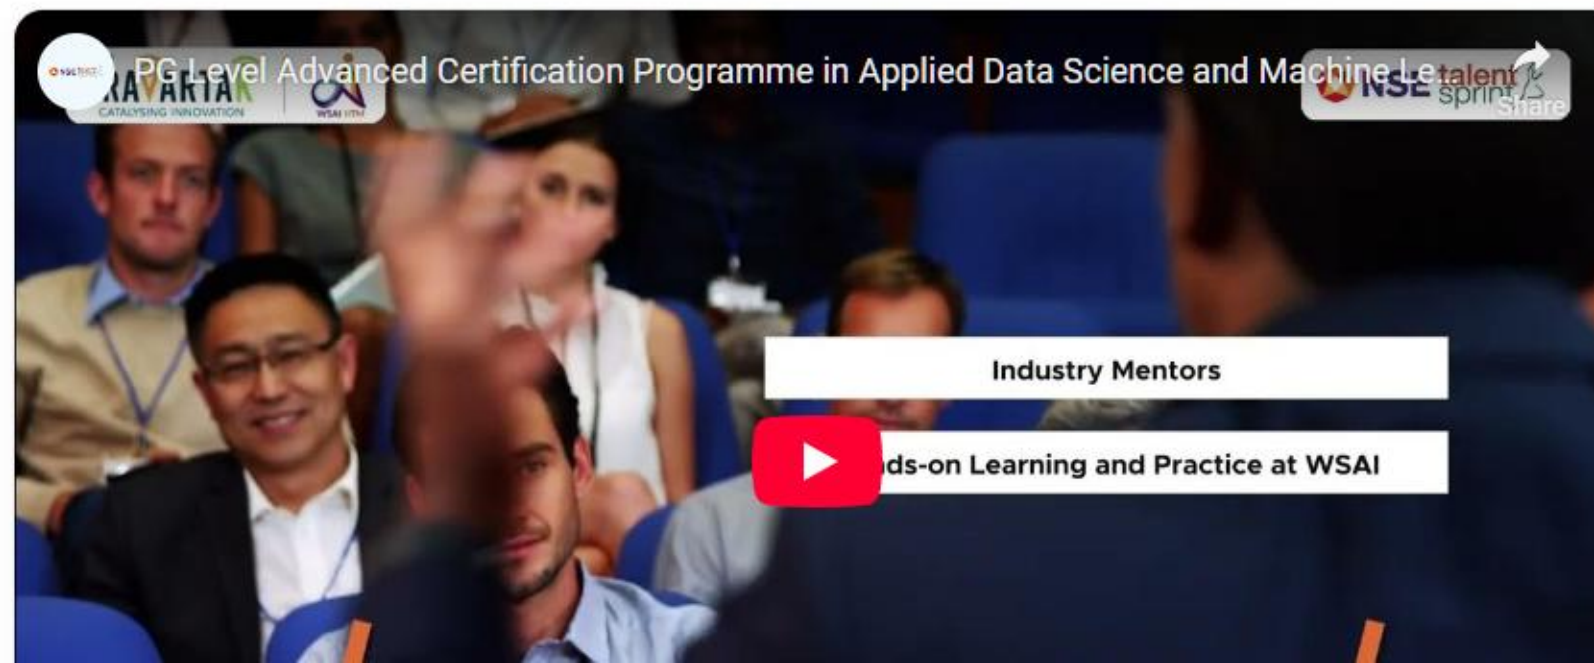 PG Level Advanced Certification Programme in Applied Data Science and Machine Le...
CATALYSING INNOVATION
WSAI IITM
NSE talent
sprint
Share
Industry Mentors
ds-on Learning and Practice at WSAI